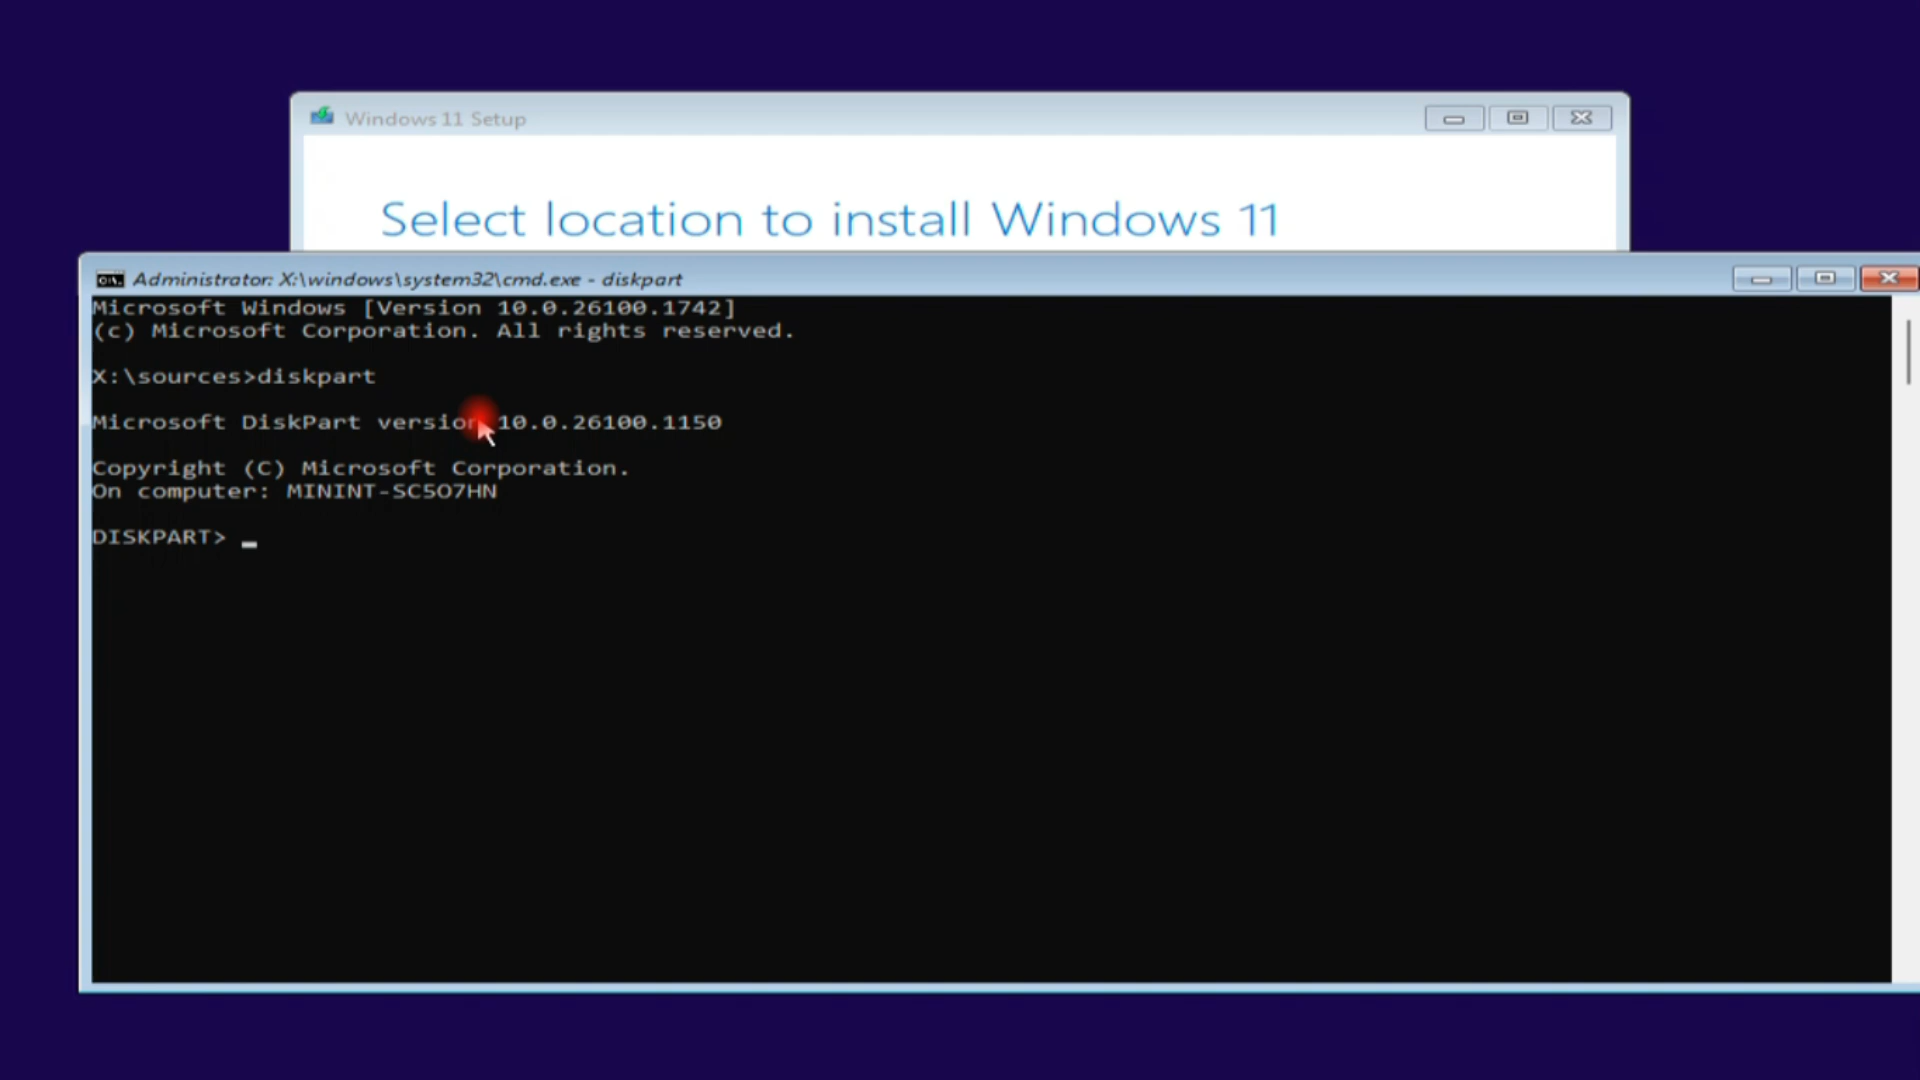 Windows 11 Setup
Select location to install Windows 11
Administrator: X:\windows\system32\cmd.exe - diskpart
Microsoft Windows [Version 10.0.26100.1742]
(c) Microsoft Corporation. All rights reserved.
X:\sources>diskpart
Microsoft DiskPart version 10.0.26100.1150
Copyright (C) Microsoft Corporation.
On computer: MININT-SC5O7HN
DISKPART>